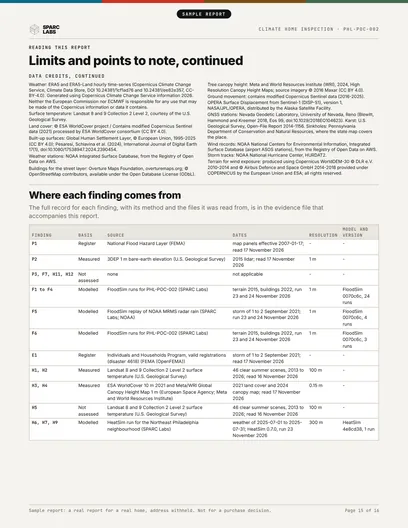 SAMPLE REPORT
SPARC
LABS
CLIMATE HOME INSPECTION · PHL-POC-002
READING THIS REPORT
Limits and points to note, continued
DATA CREDITS, CONTINUED
Weather: ERA5 and ERA5-Land hourly time-series (Copernicus Climate Change
Service, Climate Data Store,
CC-BY-4.0). Generated using Copernicus Climate Change Service information 2026.
Neither the European Commission nor ECMWF is responsible for any use that may
be made of the Copernicus information or data it contains.
Surface temperature: Landsat 8 and 9 Collection 2 Level 2, courtesy of the U.S.
Geological Survey.
Land cover: © ESA WorldCover project / Contains modified Copernicus Sentinel
data (2021) processed by ESA WorldCover consortium (CC BY 4.0).
Built-up surfaces: Global Human Settlement Layer, © European Union, 1995-2025
(CC BY 4.0); Pesaresi, Schiavina et al. (2024), International Journal of Digital Earth
Weather stations: NOAA Integrated Surface Database, from the Registry of Open
Data on AWS.
Buildings for the street layer: Overture Maps Foundation, overturemaps.org; ©
OpenStreetMap contributors, available under the Open Database License (ODbL).
Tree canopy height: Meta and World Resources Institute (WRI), 2024, High
Resolution Canopy Height Maps; source imagery © 2016 Maxar (CC BY 4.0).
Ground movement: contains modified Copernicus Sentinel data (2016-2025).
OPERA Surface Displacement from Sentinel-1 (DISP-S1), version 1,
NASA/JPL/OPERA, distributed by the Alaska Satellite Facility.
GNSS stations: Nevada Geodetic Laboratory, University of Nevada, Reno (Blewitt,
Hammond and Kreemer 2018, Eos 99,
Geological Survey, Open-File Report
Department of Conservation and Natural Resources, where the state map covers
the place.
Wind records: NOAA National Centers for Environmental Information, Integrated
Surface Database (airport ASOS stations), from the Registry of Open Data on AWS.
Storm tracks: NOAA National Hurricane Center, HURDAT2.
Terrain for wind exposure: produced using Copernicus WorldDEM-30 © DLR e.V.
2010-2014 and © Airbus Defence and Space GmbH 2014-2018 provided under
COPERNICUS by the European Union and ESA; all rights reserved.
Where each finding comes from
The full record for each finding, with its method and the files it was read from, is in the evidence file that
accompanies this report.
FINDING BASIS SOURCE DATES RESOLUTION MODEL AND VERSION
P1 Register National Flood Hazard Layer (FEMA) map panels effective 2007-01-17; read 17 November 2026 - -
P2 Measured 3DEP 1 m bare-earth elevation (U.S. Geological Survey) 2015 lidar; read 17 November 2026 1 m -
P3, F7, H11, H12 Not assessed none not applicable - -
F1 to F4 Modelled FloodSim runs for PHL-POC-002 (SPARC Labs) terrain 2015, buildings 2022, run 23 and 24 November 2026 1 m FloodSim 0070c6c, 24 runs
F5 Modelled FloodSim replay of NOAA MRMS radar rain (SPARC Labs; NOAA) storm of 1 to 2 September 2021; run 23 and 24 November 2026 1 m FloodSim 0070c6c, 4 runs
F6 Modelled FloodSim runs for PHL-POC-002 (SPARC Labs) terrain 2015, buildings 2022, run 23 and 24 November 2026 1 m FloodSim 0070c6c, 3 runs
E1 Register Individuals and Households Program, valid registrations (disaster 4618) (FEMA (OpenFEMA)) storm of 1 to 2 September 2021; read 17 November 2026 - -
H1, H2 Measured Landsat 8 and 9 Collection 2 Level 2 surface temperature (U.S. Geological Survey) 46 clear summer scenes, 2013 to 2026; read 16 November 2026 100 m -
H3, H4 Measured ESA WorldCover 10 m 2021 and Meta/WRI Global Canopy Height Map 1 m (European Space Agency; Meta and World Resources Institute) 2021 land cover and 2024 canopy map; read 17 November 2026 0.15 m -
H5 Not assessed Landsat 8 and 9 Collection 2 Level 2 surface temperature (U.S. Geological Survey) 46 clear summer scenes, 2013 to 2026; read 16 November 2026 100 m -
H6, H7, H9 Modelled HeatSim run for the Northeast Philadelphia neighbourhood (SPARC Labs) weather of 2025-07-01 to 2025-07-31; HeatSim 0.7.0, run 23 November 2026 300 m HeatSim 4e8cd38, 1 run
Sample report: a real report for a real home, address withheld. Not for a purchase decision.
Page 15 of 16